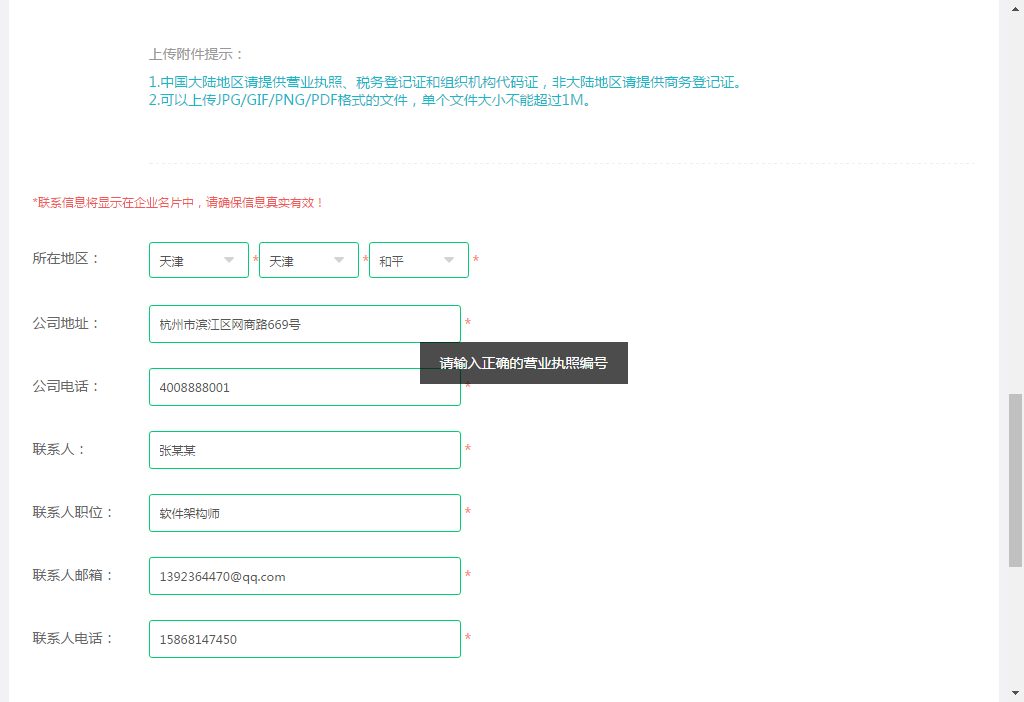 上传附件提示：
1.中国大陆地区请提供营业执照、税务登记证和组织机构代码证，非大陆地区请提供商务登记证。
2.可以上传JPG/GIF/PNG/PDF格式的文件，单个文件大小不能超过1M。
*联系信息将显示在企业名片中，请确保信息真实有效！
所在地区： 天津 * 天津 * 和平 *
公司地址： 杭州市滨江区网商路669号 *
请输入正确的营业执照编号
公司电话： 4008888001 *
联系人： 张某某 *
联系人职位： 软件架构师 *
联系人邮箱： 1392364470@qq.com *
联系人电话： 15868147450 *